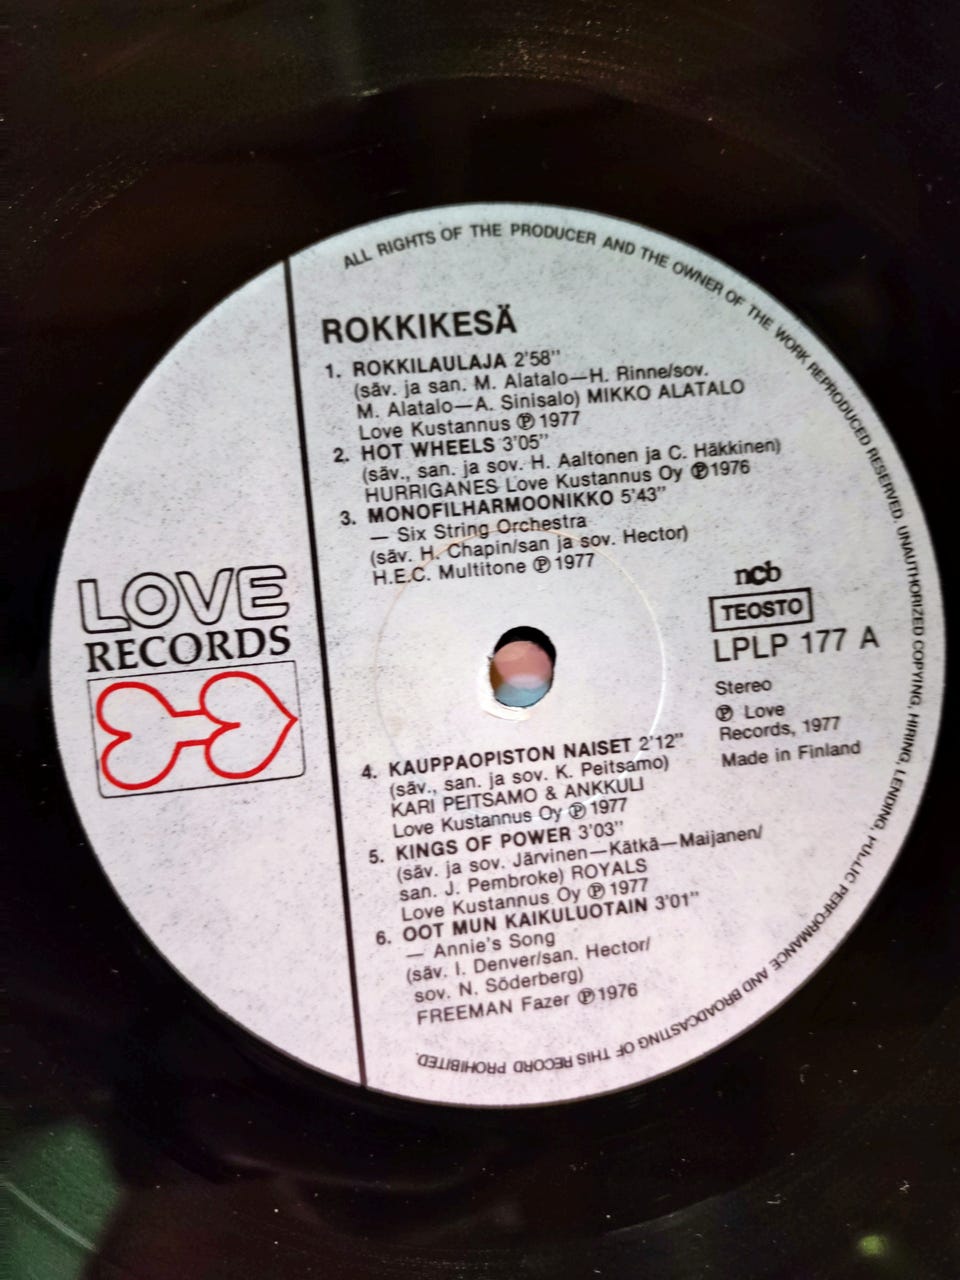 ALL RIGHTS OF THE PRODUCER AND THE OWNER OF THE WORK REPRODUCED RESERVED. UNAUTHORIZED COPYING, HIRING, LENDING, PUBLIC PERFORMANCE AND BROADCASTING OF THIS RECORD PROHIBITED.
ROKKIKESÄ
1. ROKKILAULAJA 2'58"
(säv. ja san. M. Alatalo—H. Rinne/sov.
M. Alatalo—A. Sinisalo) MIKKO ALATALO
Love Kustannus ℗ 1977
2. HOT WHEELS 3'05"
(säv., san. ja sov. H. Aaltonen ja C. Häkkinen)
HURRIGANES Love Kustannus Oy ℗ 1976
3. MONOFILHARMOONIKKO 5'43"
— Six String Orchestra
(säv. H. Chapin/san ja sov. Hector)
H.E.C. Multitone ℗ 1977
LOVE
RECORDS
ncb
TEOSTO
LPLP 177 A
Stereo
℗ Love
Records, 1977
Made in Finland
4. KAUPPAOPISTON NAISET 2'12"
(säv., san. ja sov. K. Peitsamo)
KARI PEITSAMO & ANKKULI
Love Kustannus Oy ℗ 1977
5. KINGS OF POWER 3'03"
(säv. ja sov. Järvinen—Kätkä—Maijanen/
san. J. Pembroke) ROYALS
Love Kustannus Oy ℗ 1977
6. OOT MUN KAIKULUOTAIN 3'01"
— Annie's Song
(säv. I. Denver/san. Hector/
sov. N. Söderberg)
FREEMAN Fazer ℗ 1976